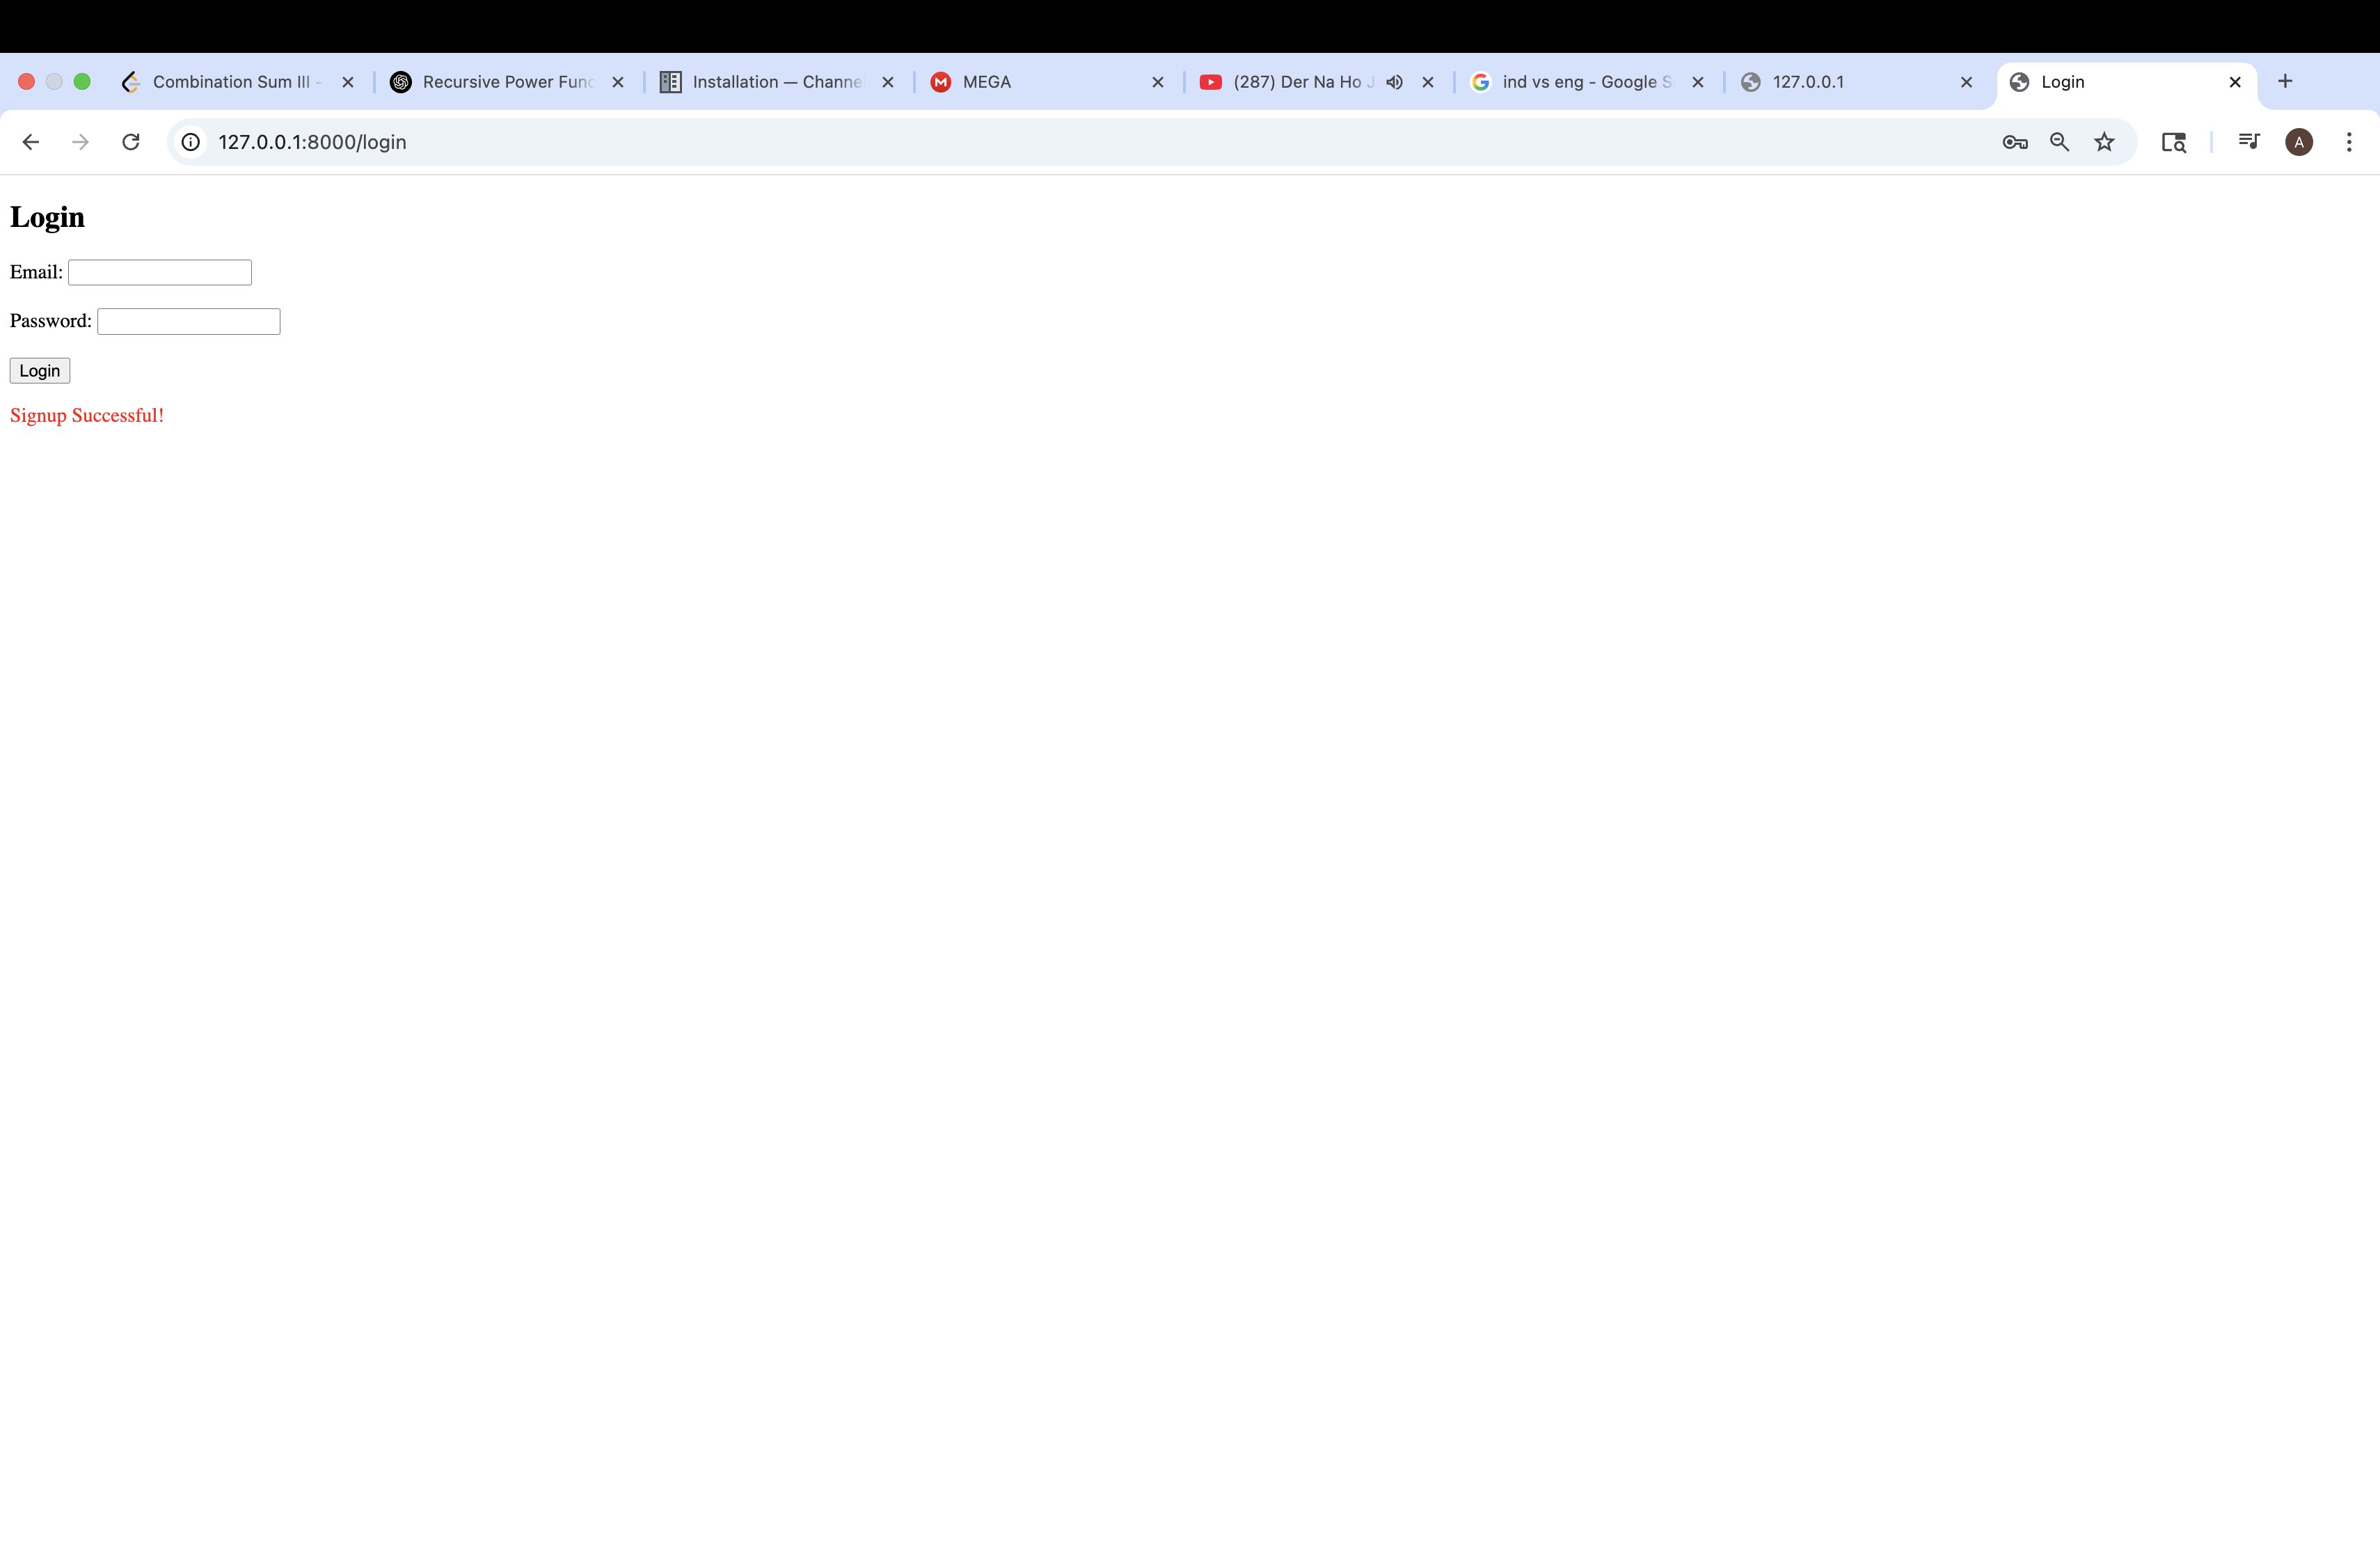 Combination Sum III -
Recursive Power Func
Installation — Channe
MEGA
(287) Der Na Ho J
ind vs eng - Google S
127.0.0.1
Login
127.0.0.1:8000/login
A
Login
Email:
Password:
Login
Signup Successful!